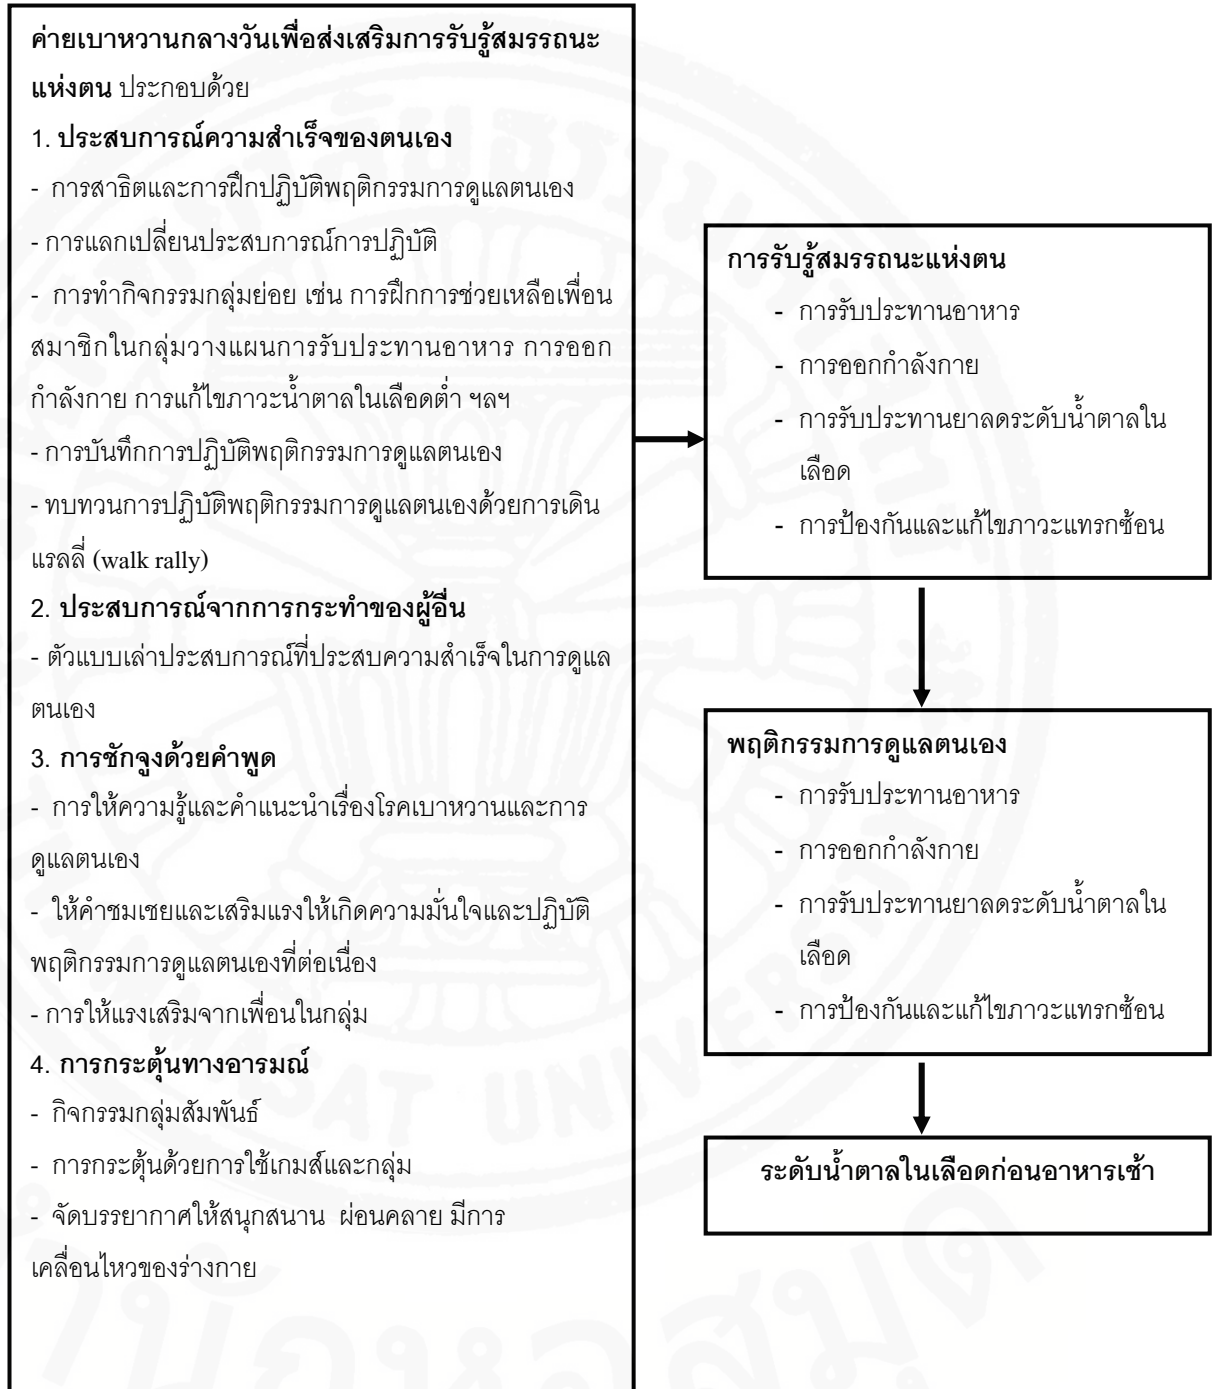 ค่ายเบาหวานกลางวันเพื่อส่งเสริมการรับรู้สมรรถนะ
แห่งตน ประกอบด้วย
1. ประสบการณ์ความสำเร็จของตนเอง
- การสาธิตและการฝึกปฏิบัติพฤติกรรมการดูแลตนเอง
- การแลกเปลี่ยนประสบการณ์การปฏิบัติ
- การทำกิจกรรมกลุ่มย่อย เช่น การฝึกการช่วยเหลือเพื่อน
สมาชิกในกลุ่มวางแผนการรับประทานอาหาร การออก
กำลังกาย การแก้ไขภาวะน้ำตาลในเลือดต่ำ ฯลฯ
- การบันทึกการปฏิบัติพฤติกรรมการดูแลตนเอง
- ทบทวนการปฏิบัติพฤติกรรมการดูแลตนเองด้วยการเดิน
แรลลี่ (walk rally)
2. ประสบการณ์จากการกระทำของผู้อื่น
- ตัวแบบเล่าประสบการณ์ที่ประสบความสำเร็จในการดูแล
ตนเอง
3. การชักจูงด้วยคำพูด
- การให้ความรู้และคำแนะนำเรื่องโรคเบาหวานและการ
ดูแลตนเอง
- ให้คำชมเชยและเสริมแรงให้เกิดความมั่นใจและปฏิบัติ
พฤติกรรมการดูแลตนเองที่ต่อเนื่อง
- การให้แรงเสริมจากเพื่อนในกลุ่ม
4. การกระตุ้นทางอารมณ์
- กิจกรรมกลุ่มสัมพันธ์
- การกระตุ้นด้วยการใช้เกมส์และกลุ่ม
- จัดบรรยากาศให้สนุกสนาน ผ่อนคลาย มีการ
เคลื่อนไหวของร่างกาย
การรับรู้สมรรถนะแห่งตน
- การรับประทานอาหาร
- การออกกำลังกาย
- การรับประทานยาลดระดับน้ำตาลใน
เลือด
- การป้องกันและแก้ไขภาวะแทรกซ้อน
พฤติกรรมการดูแลตนเอง
- การรับประทานอาหาร
- การออกกำลังกาย
- การรับประทานยาลดระดับน้ำตาลใน
เลือด
- การป้องกันและแก้ไขภาวะแทรกซ้อน
ระดับน้ำตาลในเลือดก่อนอาหารเช้า